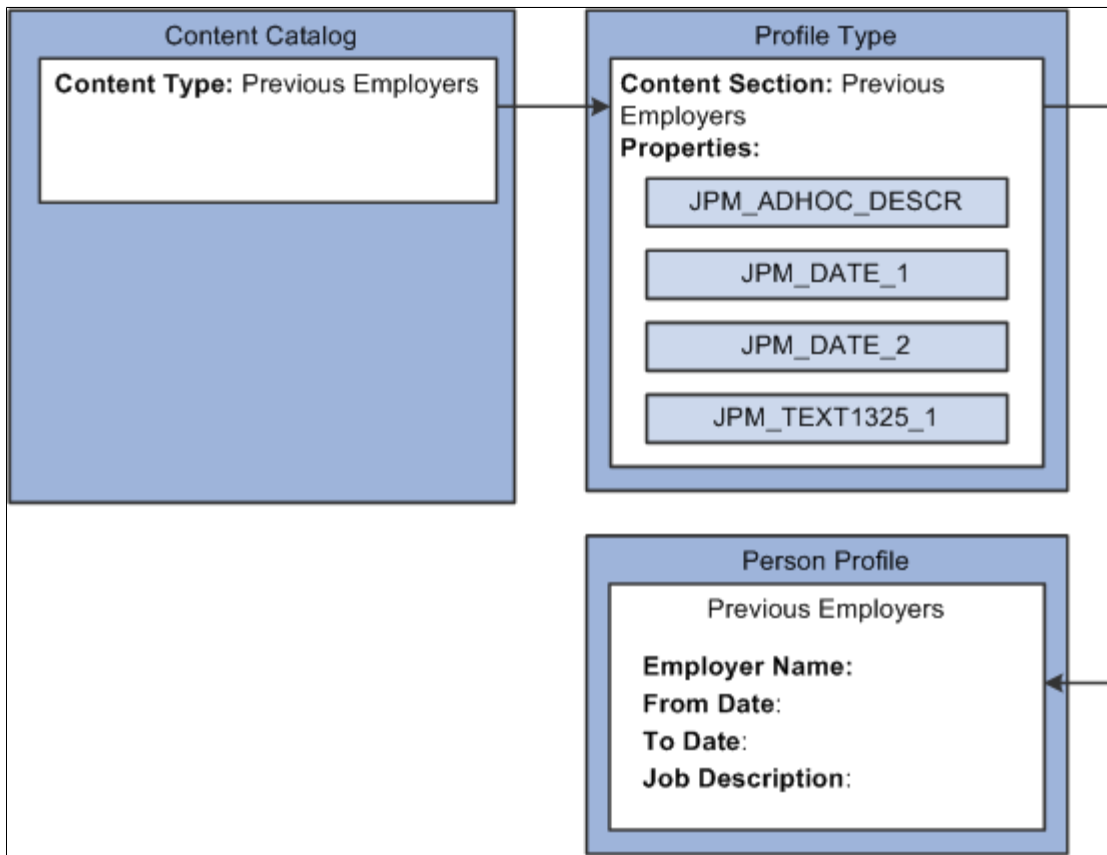 Content Catalog
Content Type: Previous Employers
Profile Type
Content Section: Previous
Employers
Properties:
JPM_ADHOC_DESCR
JPM_DATE_1
JPM_DATE_2
JPM_TEXT1325_1
Person Profile
Previous Employers
Employer Name:
From Date:
To Date:
Job Description: